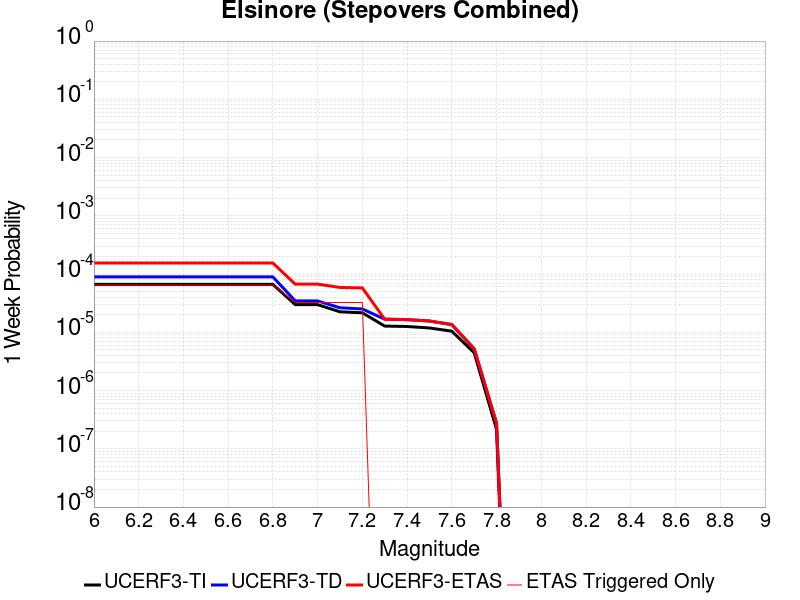 Elsinore (Stepovers Combined)
10 0
10 -1
10 -2
10 -3
10 -4
10 -5
10 -6
10 -7
10 -8
1 Week Probability
6 6.2 6.4 6.6 6.8 7 7.2 7.4 7.6 7.8 8 8.2 8.4 8.6 8.8 9
Magnitude
UCERF3-TI UCERF3-TD UCERF3-ETAS ETAS Triggered Only